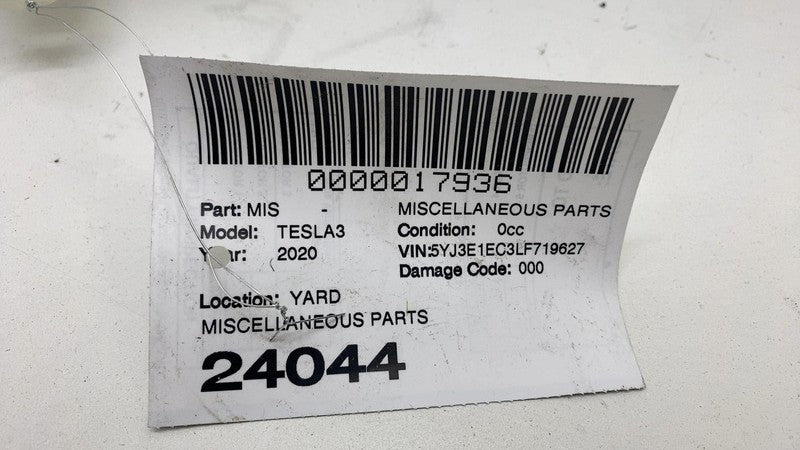 0000017936
Part: MIS - MISCELLANEOUS PARTS
Model: TESLA3 Condition: 0cc
Year: 2020 VIN:5YJ3E1EC3LF719627
Damage Code: 000
Location: YARD
MISCELLANEOUS PARTS
24044